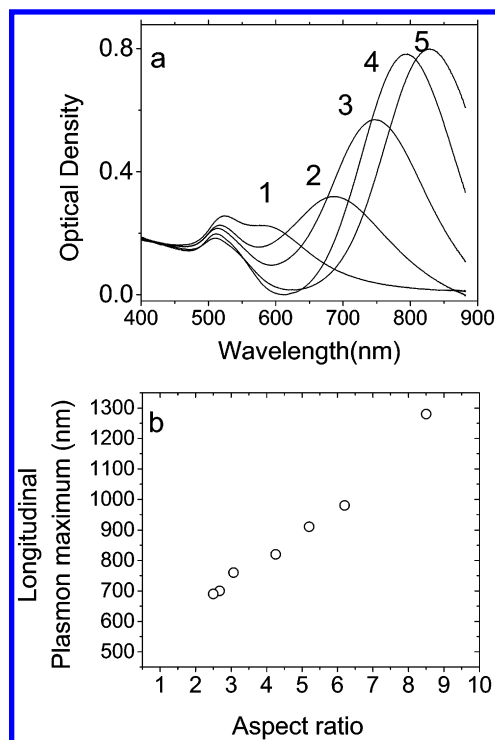 a
0.8
0.4
0.0
Optical Density
1
2
3
4
5
400 500 600 700 800 900
Wavelength(nm)
b
1300
1200
1100
1000
900
800
700
600
500
Longitudinal
Plasmon maximum (nm)
1 2 3 4 5 6 7 8 9 10
Aspect ratio